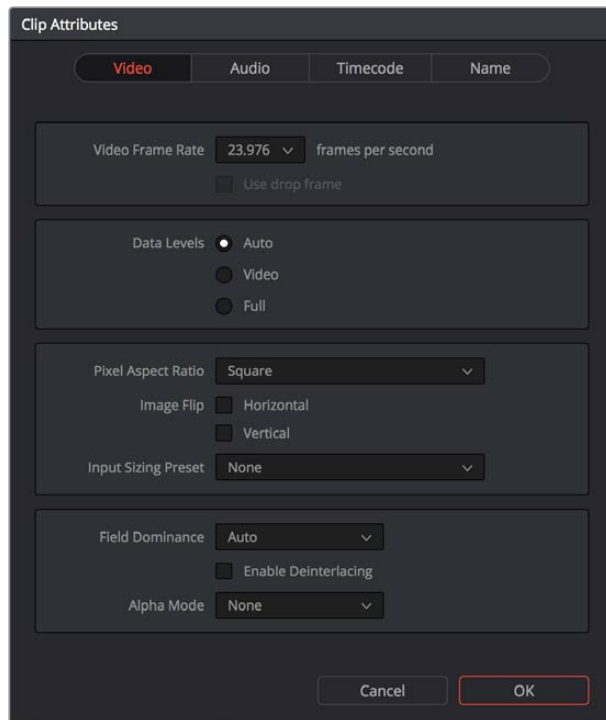 Clip Attributes
Video Audio Timecode Name
Video Frame Rate 23.976 frames per second
Use drop frame
Data Levels Auto
Video
Full
Pixel Aspect Ratio Square
Image Flip Horizontal
Vertical
Input Sizing Preset None
Field Dominance Auto
Enable Deinterlacing
Alpha Mode None
Cancel OK